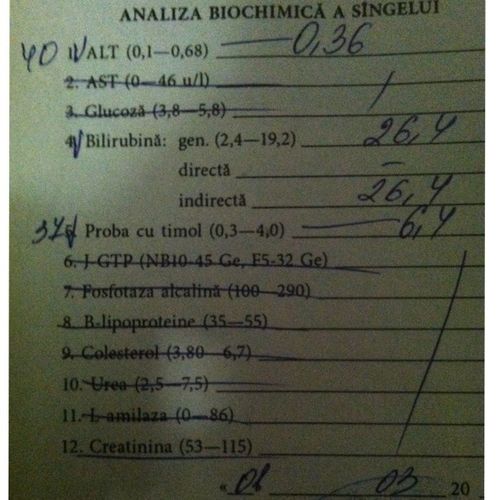 ANALIZA BIOCHIMICĂ A SÎNGELUI
40 1. ALT (0,1—0,68) 0,36
2. AST (0—46 u/l)
3. Glucoză (3,8—5,8)
4. Bilirubină: gen. (2,4—19,2) 26,4
directă —
indirectă 26,4
37 5. Proba cu timol (0,3—4,0) 6,4
6. J-GTP (NB10-45 Ge, F5-32 Ge)
7. Fosfotaza alcalină (100—290)
8. B-lipoproteine (35—55)
9. Colesterol (3,80—6,7)
10. Urea (2,5—7,5)
11. L-amilaza (0—86)
12. Creatinina (53—115)
« 03 20